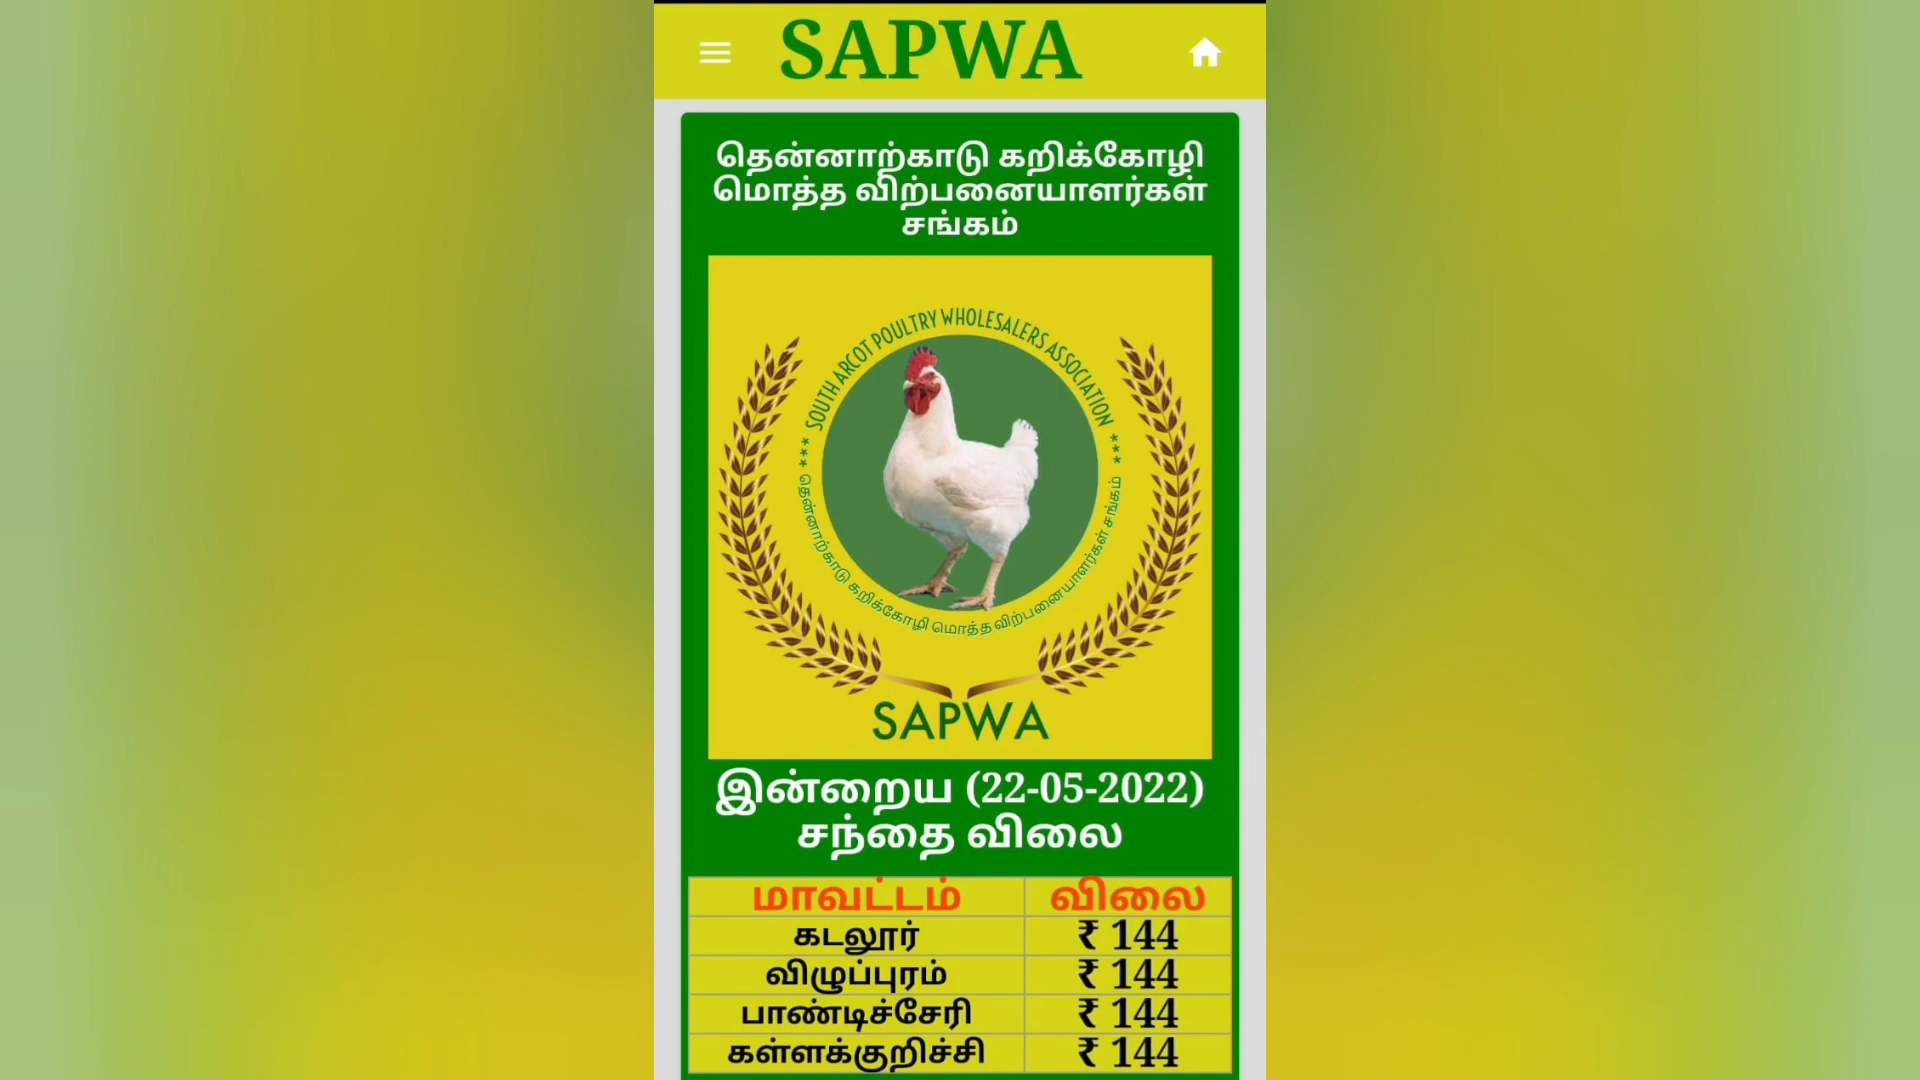 SAPWA
தென்னாற்காடு கறிக்கோழி
மொத்த விற்பனையாளர்கள்
சங்கம்
*** SOUTH ARCOT POULTRY WHOLESALERS ASSOCIATION ***
தென்னாற்காடு கறிக்கோழி மொத்த விற்பனையாளர்கள் சங்கம்
SAPWA
இன்றைய (22-05-2022)
சந்தை விலை
மாவட்டம் விலை
கடலூர் ₹ 144
விழுப்புரம் ₹ 144
பாண்டிச்சேரி ₹ 144
கள்ளக்குறிச்சி ₹ 144